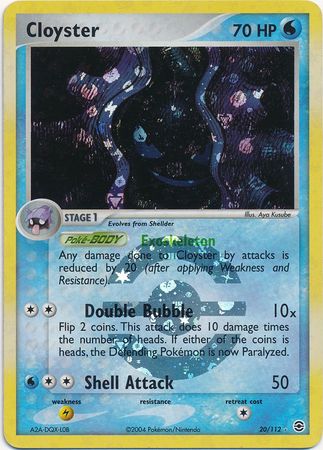 Cloyster 70 HP
Illus. Aya Kusube
STAGE 1
Evolves from Shellder
Poké-BODY Exoskeleton
Any damage done to Cloyster by attacks is
reduced by 20 (after applying Weakness and
Resistance).
Double Bubble 10x
Flip 2 coins. This attack does 10 damage times
the number of heads. If either of the coins is
heads, the Defending Pokémon is now Paralyzed.
Shell Attack 50
weakness resistance retreat cost
A2A-DQX-L0B ©2004 Pokémon/Nintendo 20/112